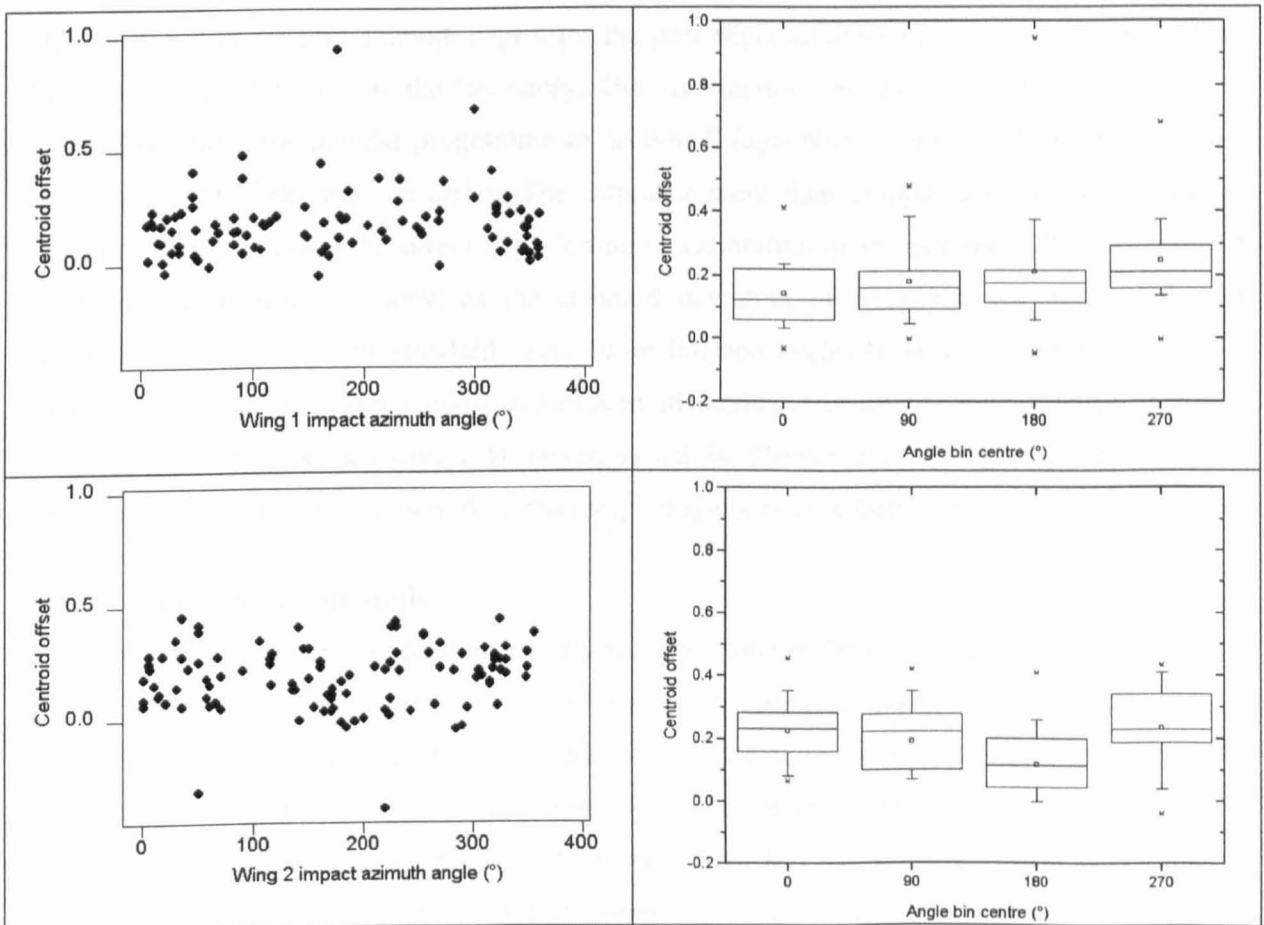 1.0
0.5
0.0
Centroid offset
0 100 200 300 400
Wing 1 impact azimuth angle (°)
1.0
0.8
0.6
0.4
0.2
0.0
-0.2
Centroid offset
0 90 180 270
Angle bin centre (°)
1.0
0.5
0.0
Centroid offset
0 100 200 300 400
Wing 2 impact azimuth angle (°)
1.0
0.8
0.6
0.4
0.2
0.0
-0.2
Centroid offset
0 90 180 270
Angle bin centre (°)